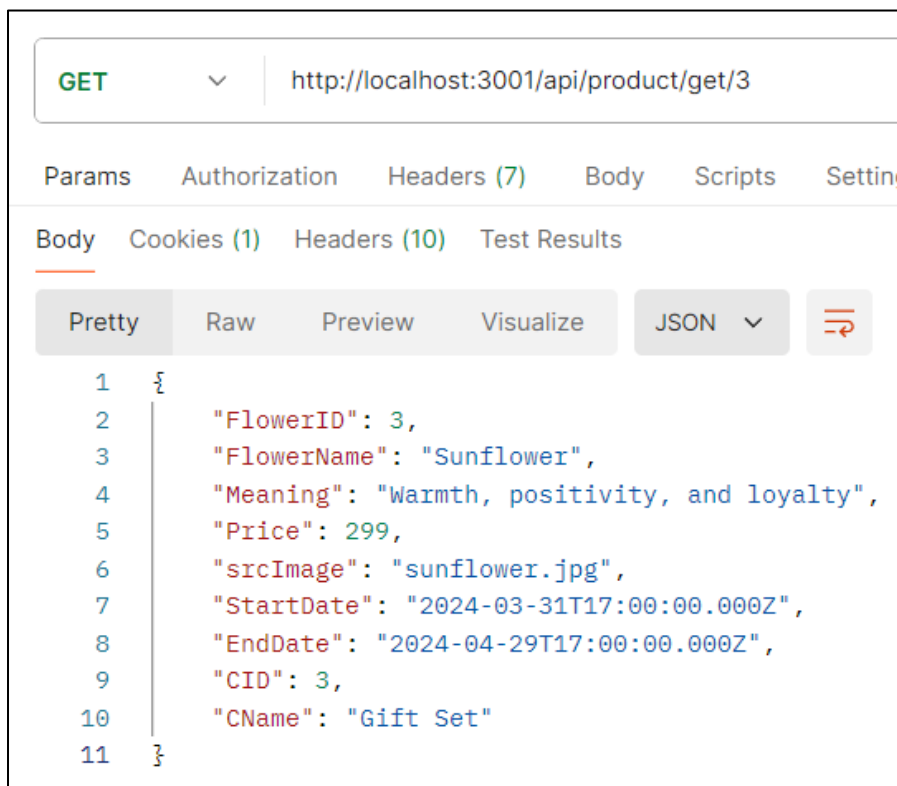 GET http://localhost:3001/api/product/get/3
Params Authorization Headers (7) Body Scripts Settin
Body Cookies (1) Headers (10) Test Results
Pretty Raw Preview Visualize JSON
1 {
2 "FlowerID": 3,
3 "FlowerName": "Sunflower",
4 "Meaning": "Warmth, positivity, and loyalty",
5 "Price": 299,
6 "srcImage": "sunflower.jpg",
7 "StartDate": "2024-03-31T17:00:00.000Z",
8 "EndDate": "2024-04-29T17:00:00.000Z",
9 "CID": 3,
10 "CName": "Gift Set"
11 }